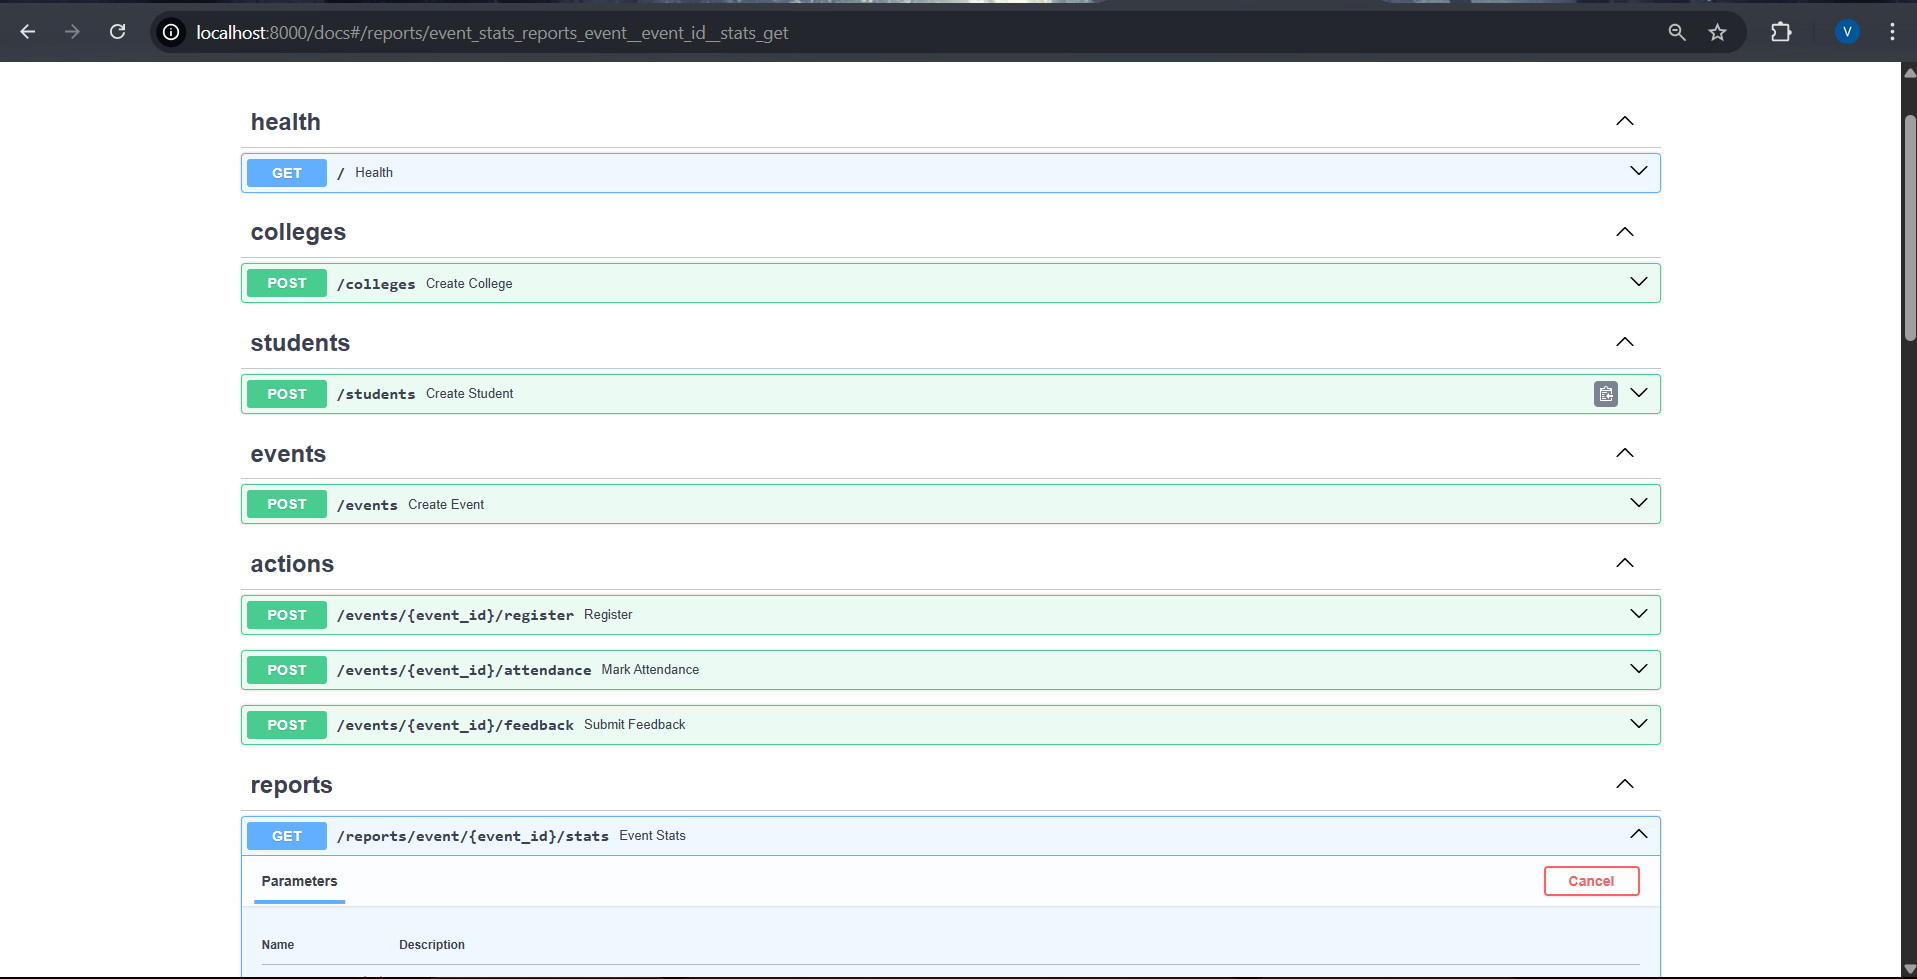 localhost:8000/docs#/reports/event_stats_reports_event__event_id__stats_get
V
health
GET / Health
colleges
POST /colleges Create College
students
POST /students Create Student
events
POST /events Create Event
actions
POST /events/{event_id}/register Register
POST /events/{event_id}/attendance Mark Attendance
POST /events/{event_id}/feedback Submit Feedback
reports
GET /reports/event/{event_id}/stats Event Stats
Parameters Cancel
Name Description